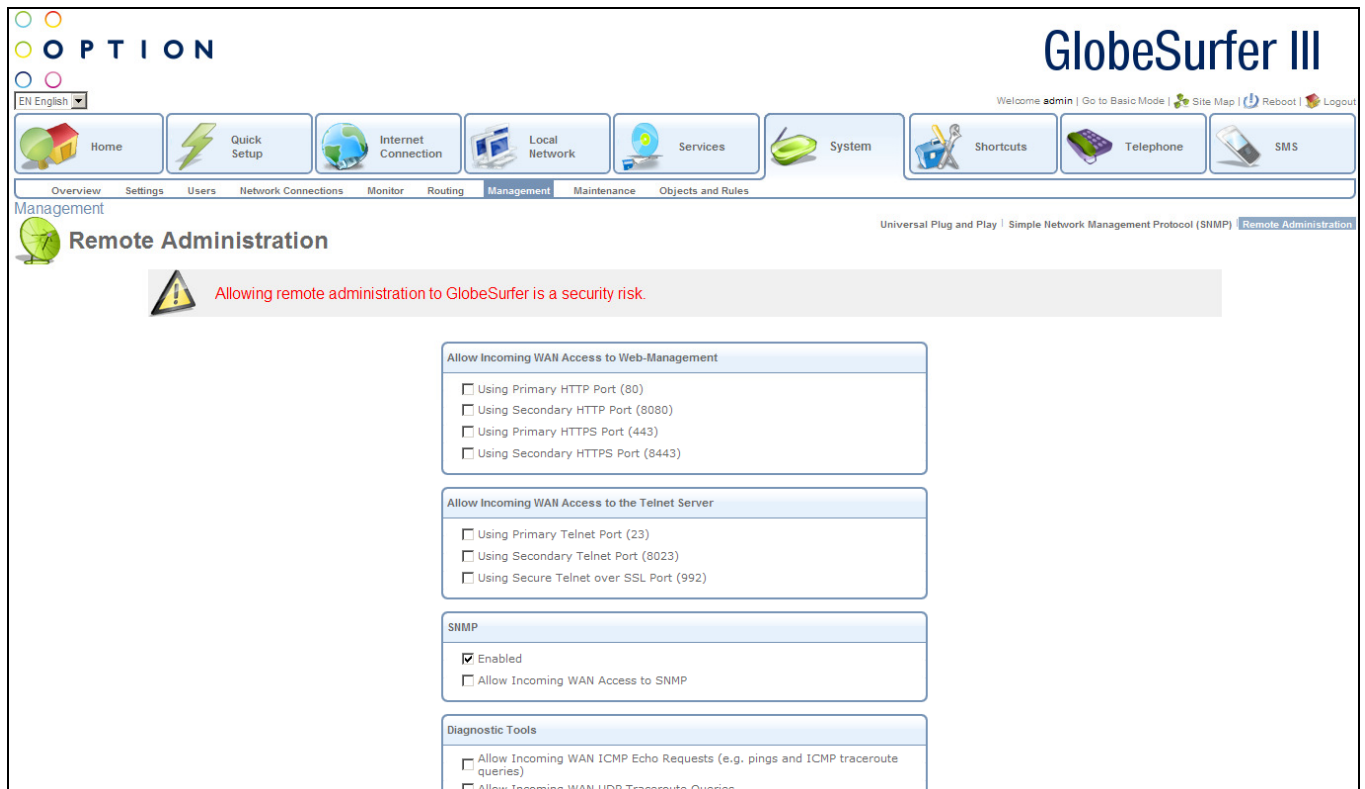 OPTION
GlobeSurfer III
EN English
Welcome admin | Go to Basic Mode | Site Map | Reboot | Logout
Home
Quick Setup
Internet Connection
Local Network
Services
System
Shortcuts
Telephone
SMS
Overview Settings Users Network Connections Monitor Routing Management Maintenance Objects and Rules
Management
Universal Plug and Play | Simple Network Management Protocol (SNMP) | Remote Administration
Remote Administration
Allowing remote administration to GlobeSurfer is a security risk.
Allow Incoming WAN Access to Web-Management
Using Primary HTTP Port (80)
Using Secondary HTTP Port (8080)
Using Primary HTTPS Port (443)
Using Secondary HTTPS Port (8443)
Allow Incoming WAN Access to the Telnet Server
Using Primary Telnet Port (23)
Using Secondary Telnet Port (8023)
Using Secure Telnet over SSL Port (992)
SNMP
Enabled
Allow Incoming WAN Access to SNMP
Diagnostic Tools
Allow Incoming WAN ICMP Echo Requests (e.g. pings and ICMP traceroute
queries)
Allow Incoming WAN UDP Traceroute Queries